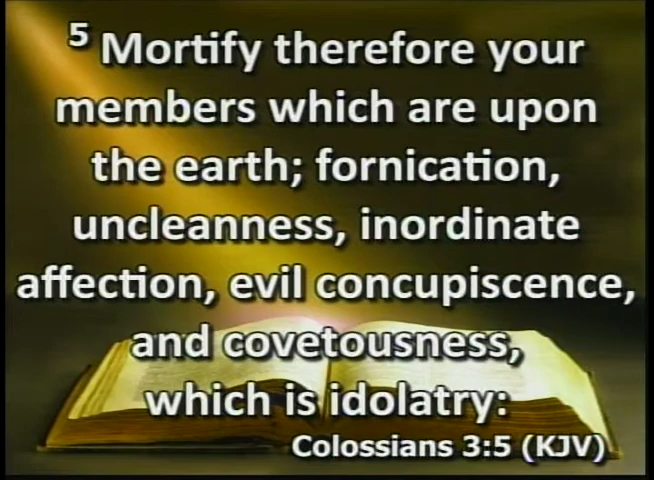 5 Mortify therefore your
members which are upon
the earth; fornication,
uncleanness, inordinate
affection, evil concupiscence,
and covetousness,
which is idolatry:
Colossians 3:5 (KJV)